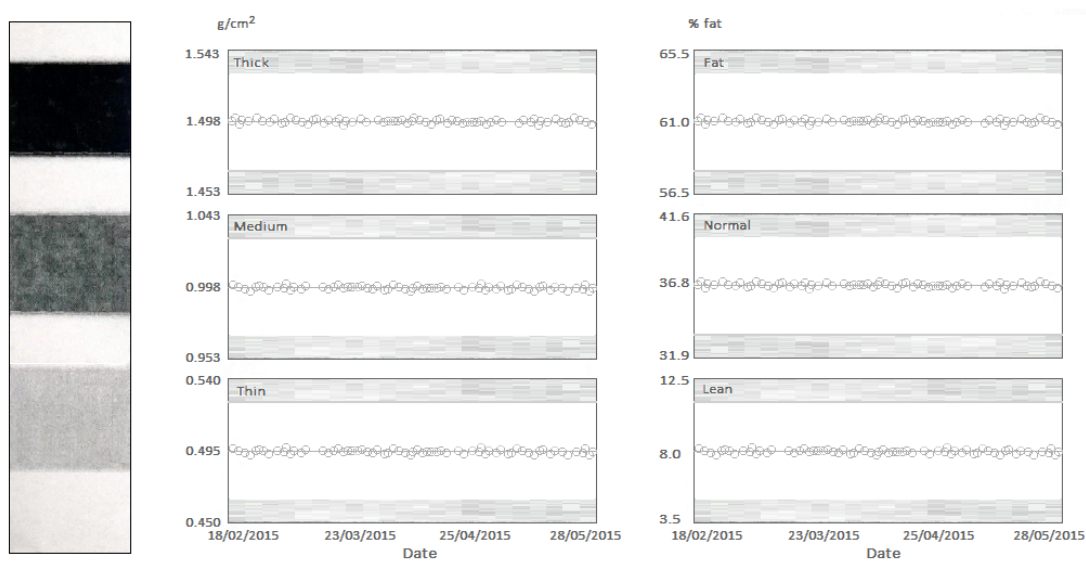 g/cm²
1.543
Thick
1.498
1.453
1.043
Medium
0.998
0.953
0.540
Thin
0.495
0.450
18/02/2015 23/03/2015 25/04/2015 28/05/2015
Date
% fat
65.5
Fat
61.0
56.5
41.6
Normal
36.8
31.9
12.5
Lean
8.0
3.5
18/02/2015 23/03/2015 25/04/2015 28/05/2015
Date